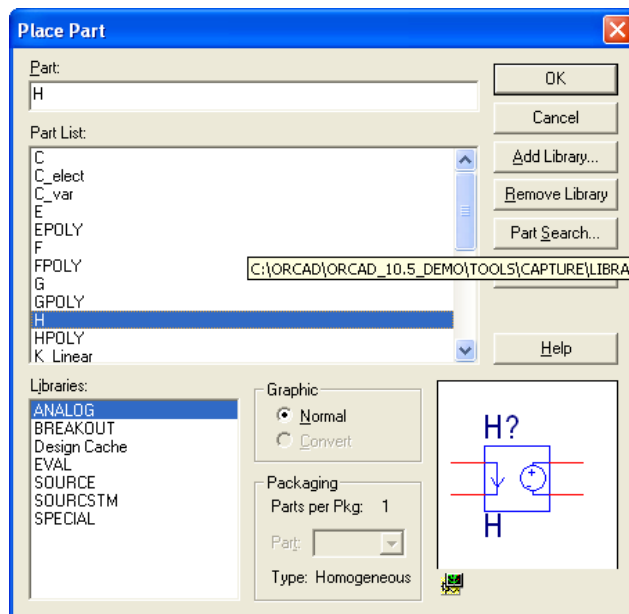 Place Part
Part:
H
OK
Cancel
Part List:
C
C_elect
C_var
E
EPOLY
F
FPOLY
G
GPOLY
H
HPOLY
K_Linear
Add Library...
Remove Library
Part Search...
C:\ORCAD\ORCAD_10.5_DEMO\TOOLS\CAPTURE\LIBRA
Help
Libraries:
ANALOG
BREAKOUT
Design Cache
EVAL
SOURCE
SOURCSTM
SPECIAL
Graphic
Normal
Convert
Packaging
Parts per Pkg: 1
Part:
Type: Homogeneous
H?
H